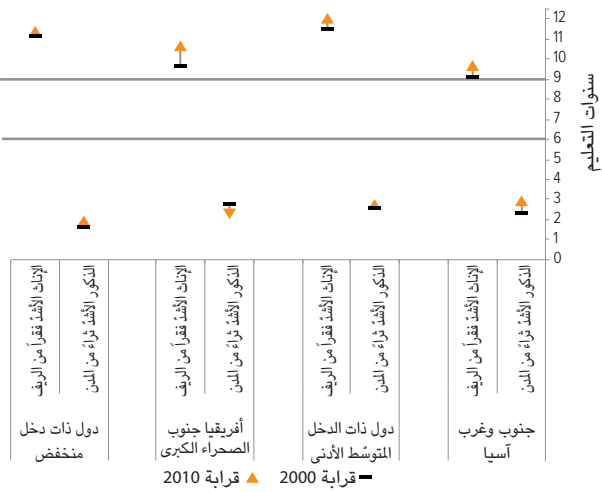 12
11
10
9
8
7
6
5
4
3
2
1
0
سنوات التعليم
الذكور الأشدّ ثراءً من المدن
الإناث الأشدّ فقراً من الريف
الذكور الأشدّ ثراءً من المدن
الإناث الأشدّ فقراً من الريف
الذكور الأشدّ ثراءً من المدن
الإناث الأشدّ فقراً من الريف
الذكور الأشدّ ثراءً من المدن
الإناث الأشدّ فقراً من الريف
جنوب وغرب
آسيا
دول ذات الدخل
المتوسّط الأدنى
أفريقيا جنوب
الصحراء الكبرى
دول ذات دخل
منخفض
قرابة 2000
قرابة 2010